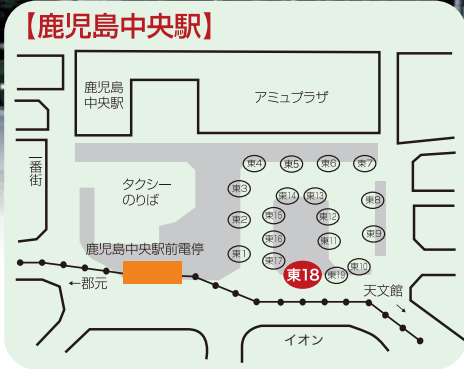 【鹿児島中央駅】
鹿児島
中央駅
アミュプラザ
一番街
タクシー
のりば
東4
東5
東6
東7
東3
東14
東13
東8
東2
東15
東12
東9
東16
東11
東1
東17
東18
東19
東10
鹿児島中央駅前電停
←郡元
天文館
イオン